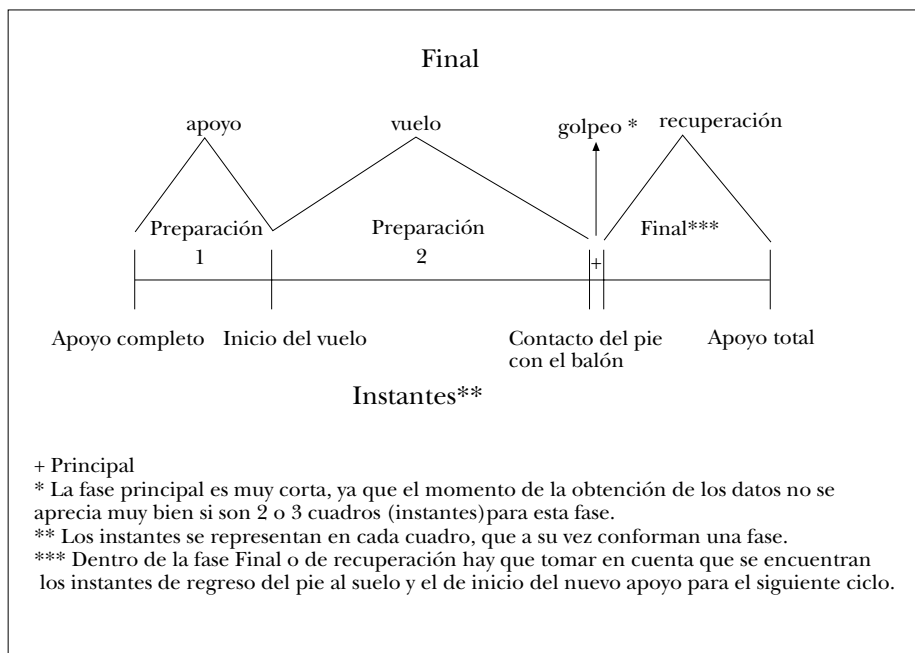 Final
apoyo vuelo golpeo * recuperación
Preparación Preparación Final***
1 2 +
Apoyo completo Inicio del vuelo Contacto del pie Apoyo total
con el balón
Instantes**
+ Principal
* La fase principal es muy corta, ya que el momento de la obtención de los datos no se
aprecia muy bien si son 2 o 3 cuadros (instantes)para esta fase.
** Los instantes se representan en cada cuadro, que a su vez conforman una fase.
*** Dentro de la fase Final o de recuperación hay que tomar en cuenta que se encuentran
los instantes de regreso del pie al suelo y el de inicio del nuevo apoyo para el siguiente ciclo.